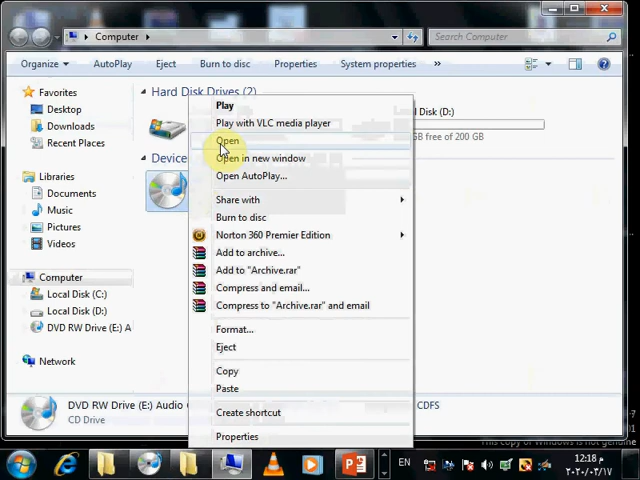 Computer
Search Computer
Organize
AutoPlay
Eject
Burn to disc
Properties
System properties
»
Favorites
Desktop
Downloads
Recent Places
Libraries
Documents
Music
Pictures
Videos
Computer
Local Disk (C:)
Local Disk (D:)
DVD RW Drive (E:) A
Network
Hard Disk Drives (2)
Disk (D:)
GB free of 200 GB
Device
Play
Play with VLC media player
Open
Open in new window
Open AutoPlay...
Share with
Burn to disc
Norton 360 Premier Edition
Add to archive...
Add to "Archive.rar"
Compress and email...
Compress to "Archive.rar" and email
Format...
Eject
Copy
Paste
Create shortcut
Properties
DVD RW Drive (E:) Audio
CDFS
CD Drive
This copy of Windows is not genuine
EN
12:18 م
٢٠٢٠/٠٣/١٧